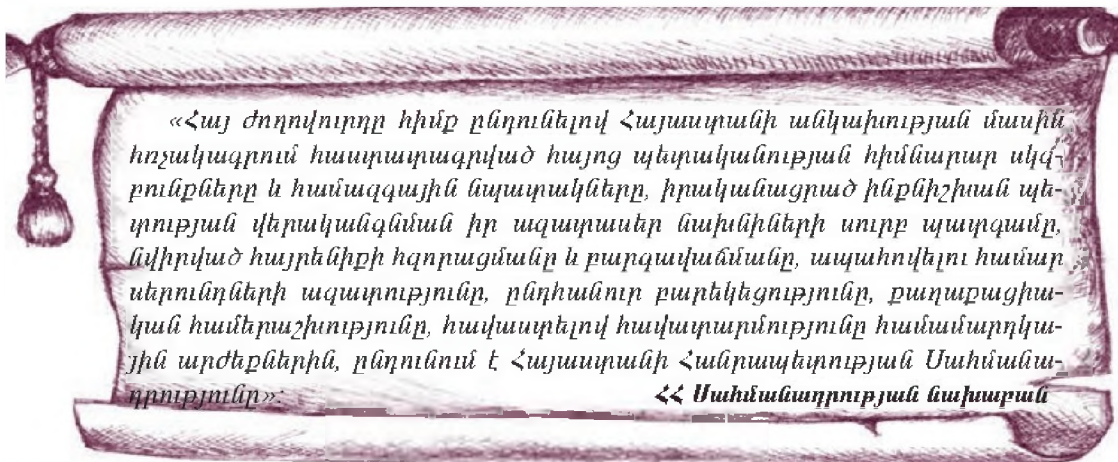 «Հայ ժողովուրդը հիմք ընդունելով Հայաստանի անկախության մասին
հռչակագրում հաստատագրված հայոց պետականության հիմնարար սկզ-
բունքները և համազգային նպատակները, իրականացրած ինքնիշխան պե-
տության վերականգնման իր ազատասեր նախնիների սուրբ պատգամը,
նվիրված հայրենիքի հզորացմանը և բարգավաճմանը, ապահովելու համար
սերունդների ազատությունը, ընդհանուր բարեկեցությունը, քաղաքացիա-
կան համերաշխությունը, հավաստելով հավատարմությունը համամարդկա-
յին արժեքներին, ընդունում է Հայաստանի Հանրապետության Սահմանա-
դրությունը»:
ՀՀ Սահմանադրության նախաբան